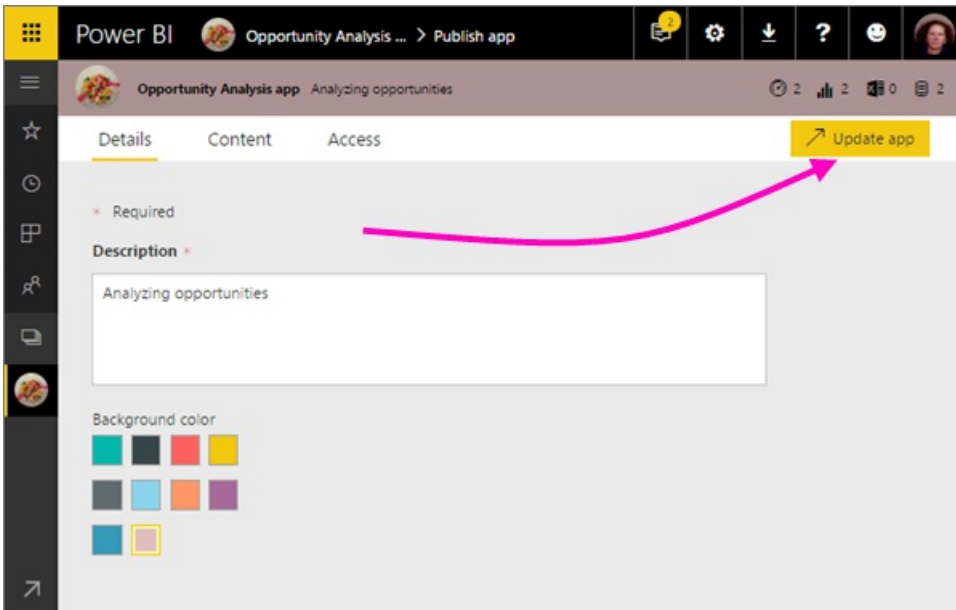 Power BI Opportunity Analysis ... > Publish app 2 ?
Opportunity Analysis app Analyzing opportunities 2 2 0 2
Details Content Access Update app
* Required
Description *
Analyzing opportunities
Background color